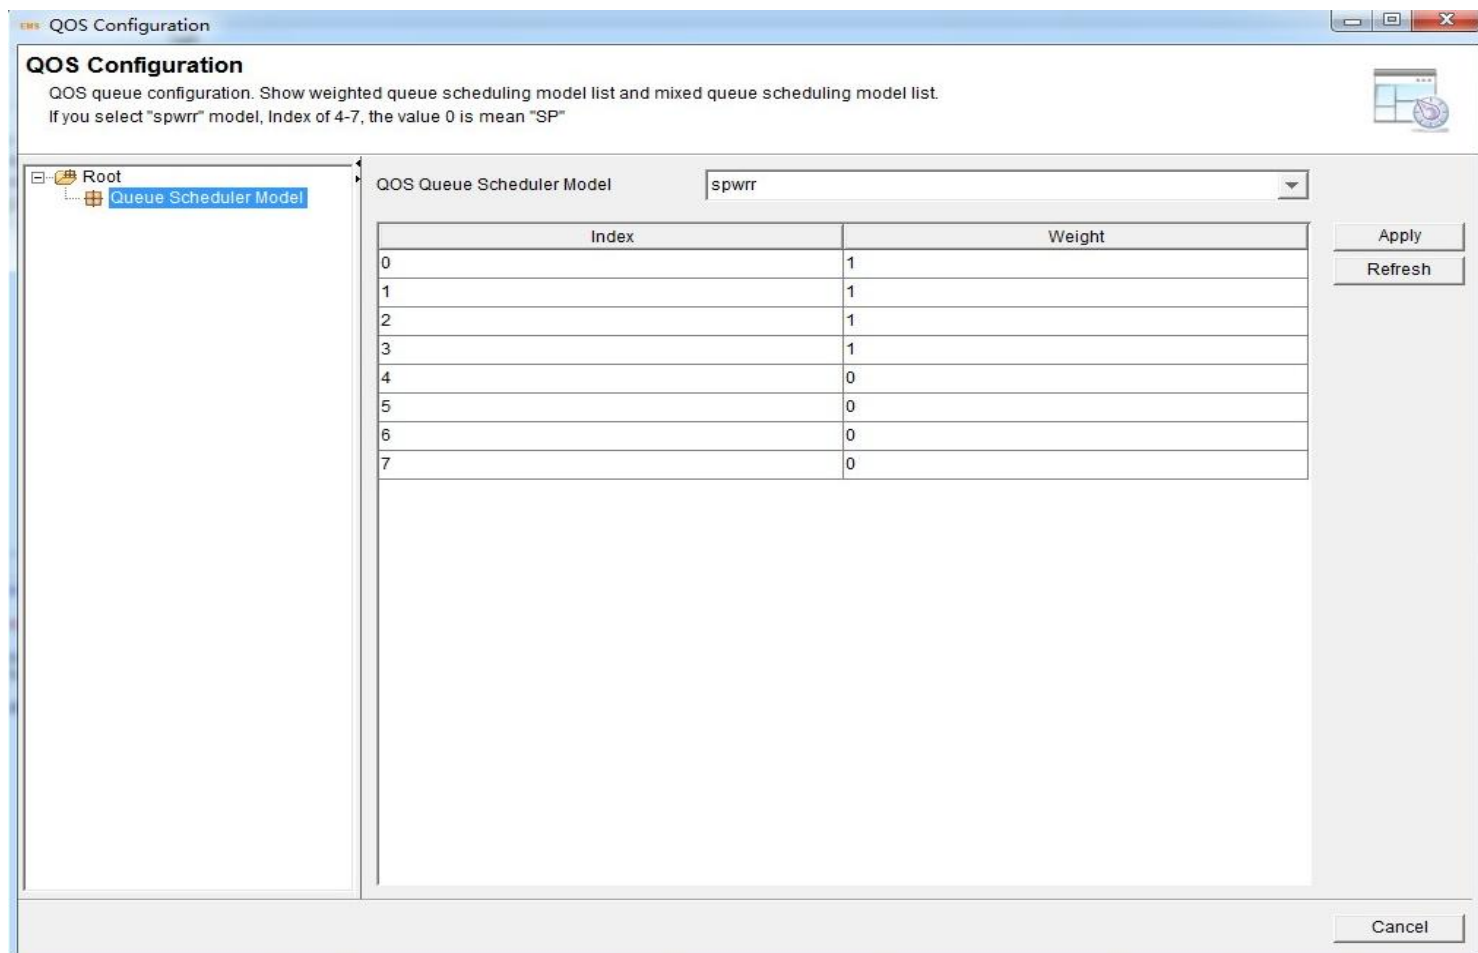 EMS QOS Configuration
QOS Configuration
QOS queue configuration. Show weighted queue scheduling model list and mixed queue scheduling model list.
If you select "spwrr" model, Index of 4-7, the value 0 is mean "SP"
Root
Queue Scheduler Model
QOS Queue Scheduler Model spwrr
Index Weight
0 1
1 1
2 1
3 1
4 0
5 0
6 0
7 0
Apply
Refresh
Cancel